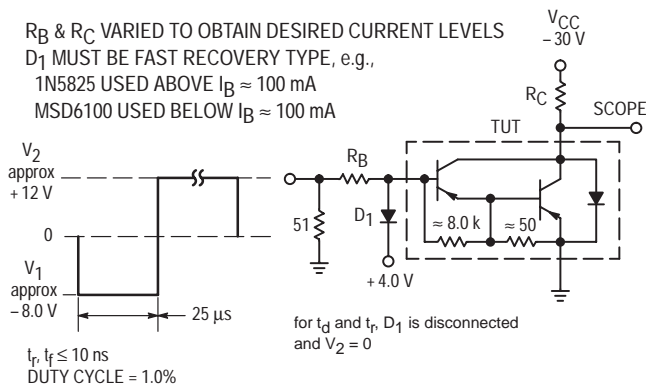 R_B & R_C VARIED TO OBTAIN DESIRED CURRENT LEVELS
D_1 MUST BE FAST RECOVERY TYPE, e.g.,
1N5825 USED ABOVE I_B ≈ 100 mA
MSD6100 USED BELOW I_B ≈ 100 mA
V_CC
– 30 V
R_C
SCOPE
TUT
V_2
approx
+ 12 V
0
V_1
approx
– 8.0 V
25 μs
t_r, t_f ≤ 10 ns
DUTY CYCLE = 1.0%
51
R_B
D_1
+ 4.0 V
≈ 8.0 k
≈ 50
for t_d and t_r, D_1 is disconnected
and V_2 = 0